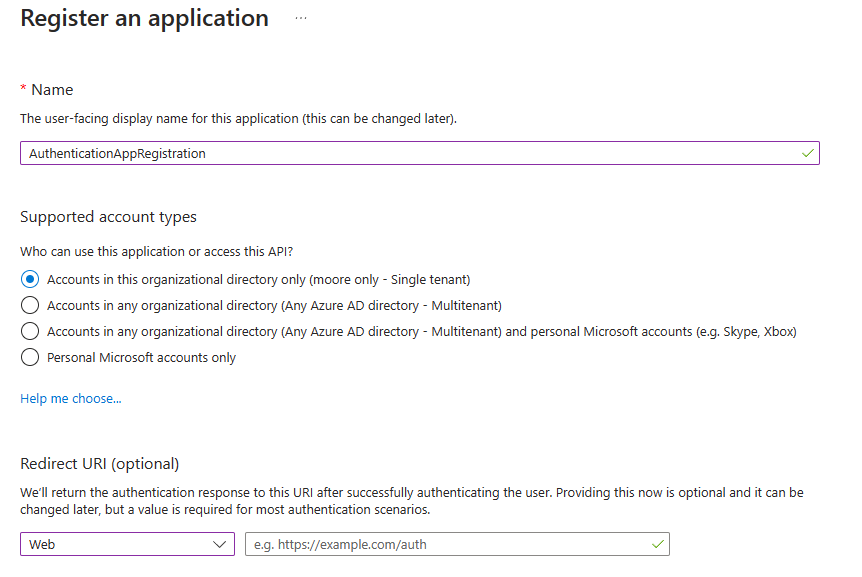 Register an application ...
* Name
The user-facing display name for this application (this can be changed later).
AuthenticationAppRegistration
Supported account types
Who can use this application or access this API?
Accounts in this organizational directory only (moore only - Single tenant)
Accounts in any organizational directory (Any Azure AD directory - Multitenant)
Accounts in any organizational directory (Any Azure AD directory - Multitenant) and personal Microsoft accounts (e.g. Skype, Xbox)
Personal Microsoft accounts only
Help me choose...
Redirect URI (optional)
We'll return the authentication response to this URI after successfully authenticating the user. Providing this now is optional and it can be
changed later, but a value is required for most authentication scenarios.
Web e.g. https://example.com/auth